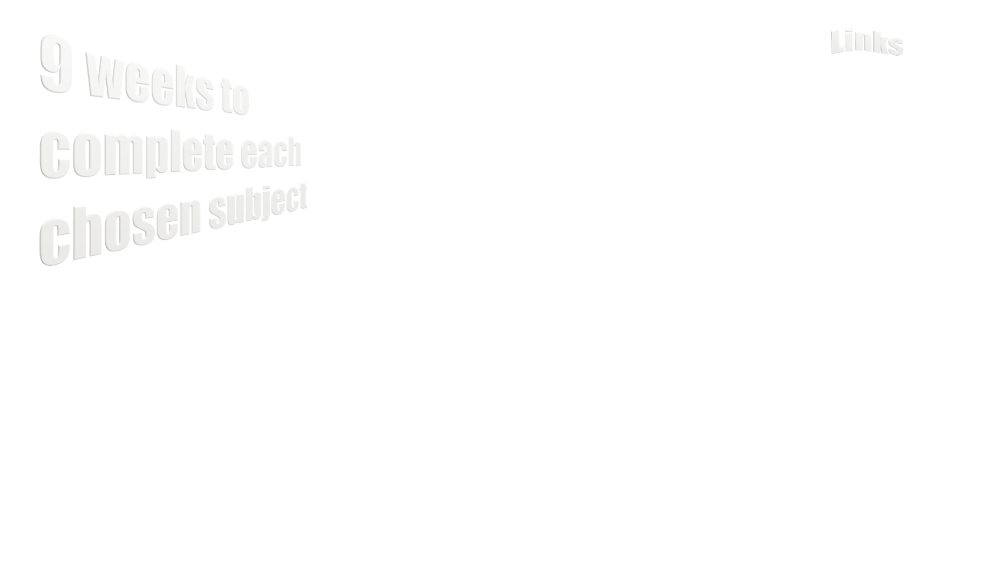 9 weeks to
complete each
chosen subject
Links